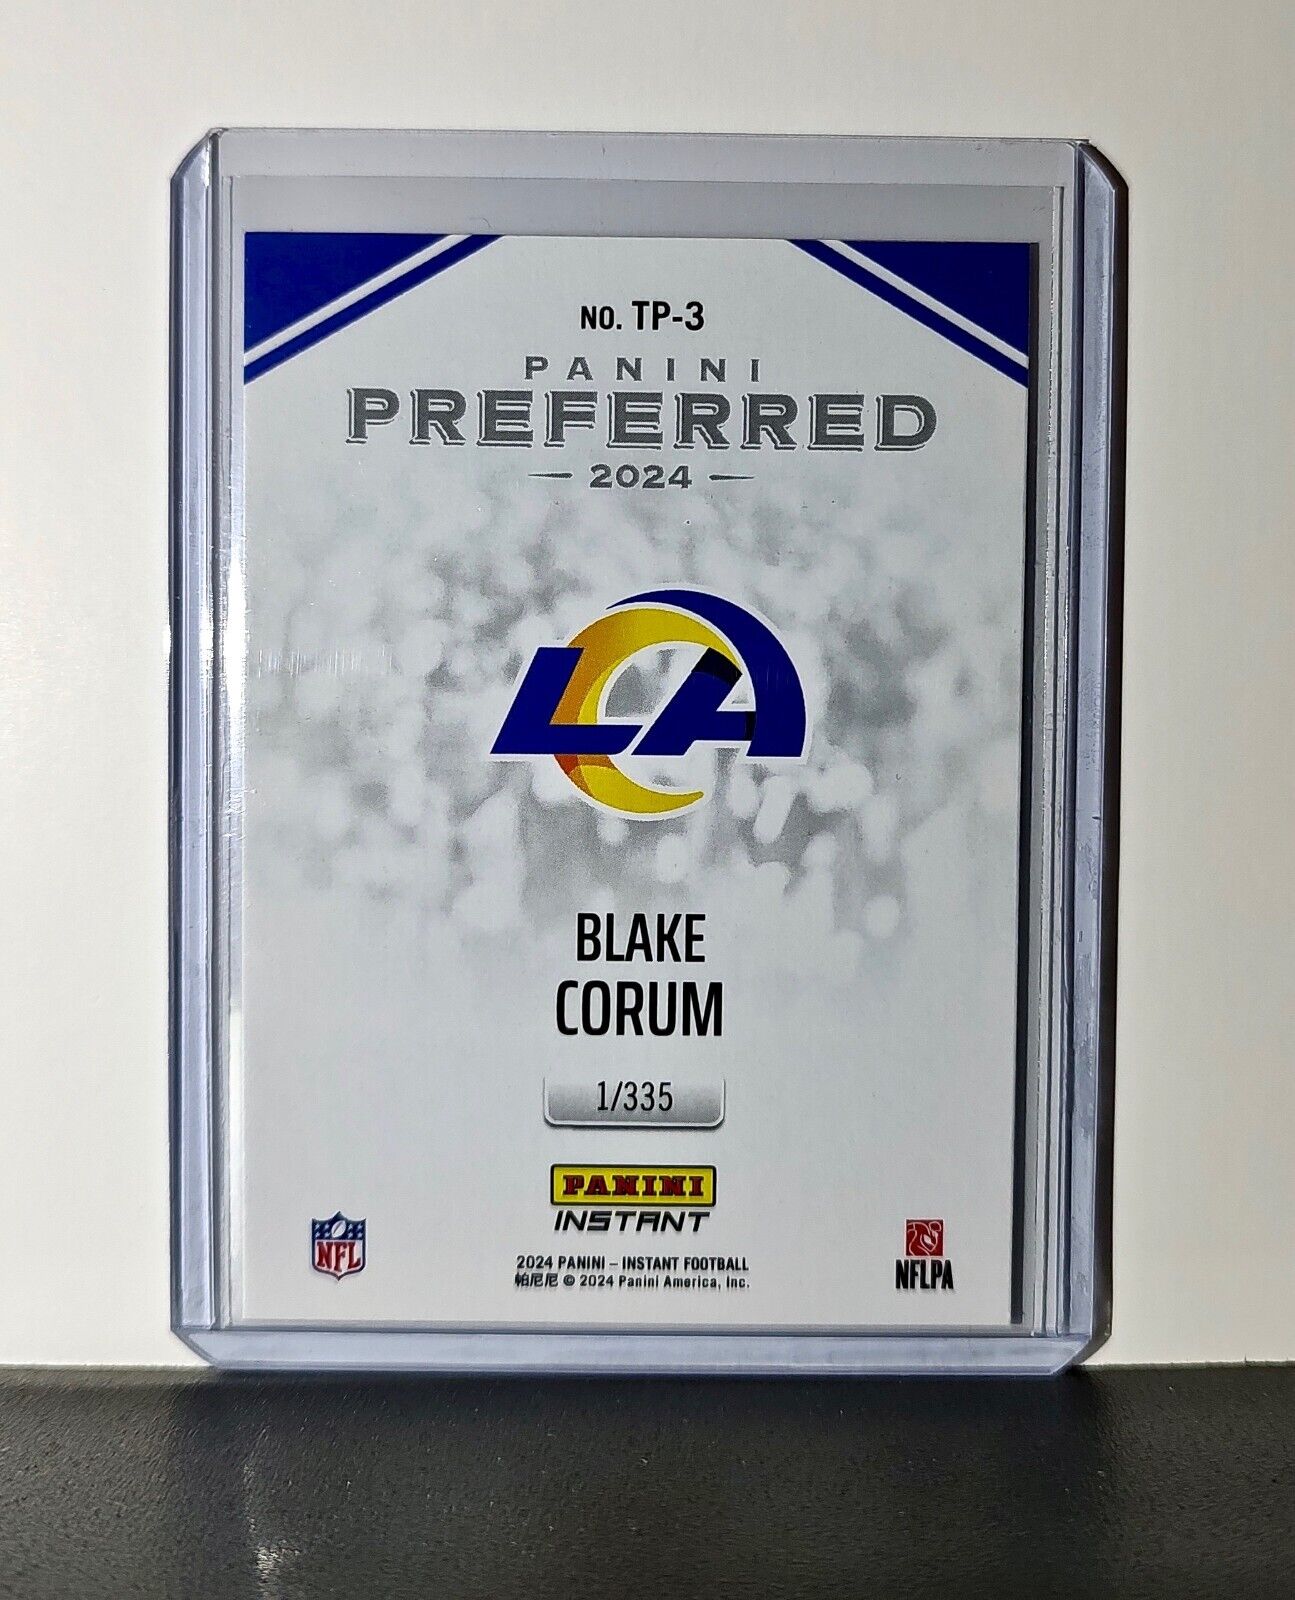 NO. TP-3
PANINI
PREFERRED
2024
LA
BLAKE
CORUM
1/335
PANINI
INSTANT
NFL
NFLPA
2024 PANINI – INSTANT FOOTBALL
帕尼尼 © 2024 Panini America, Inc.